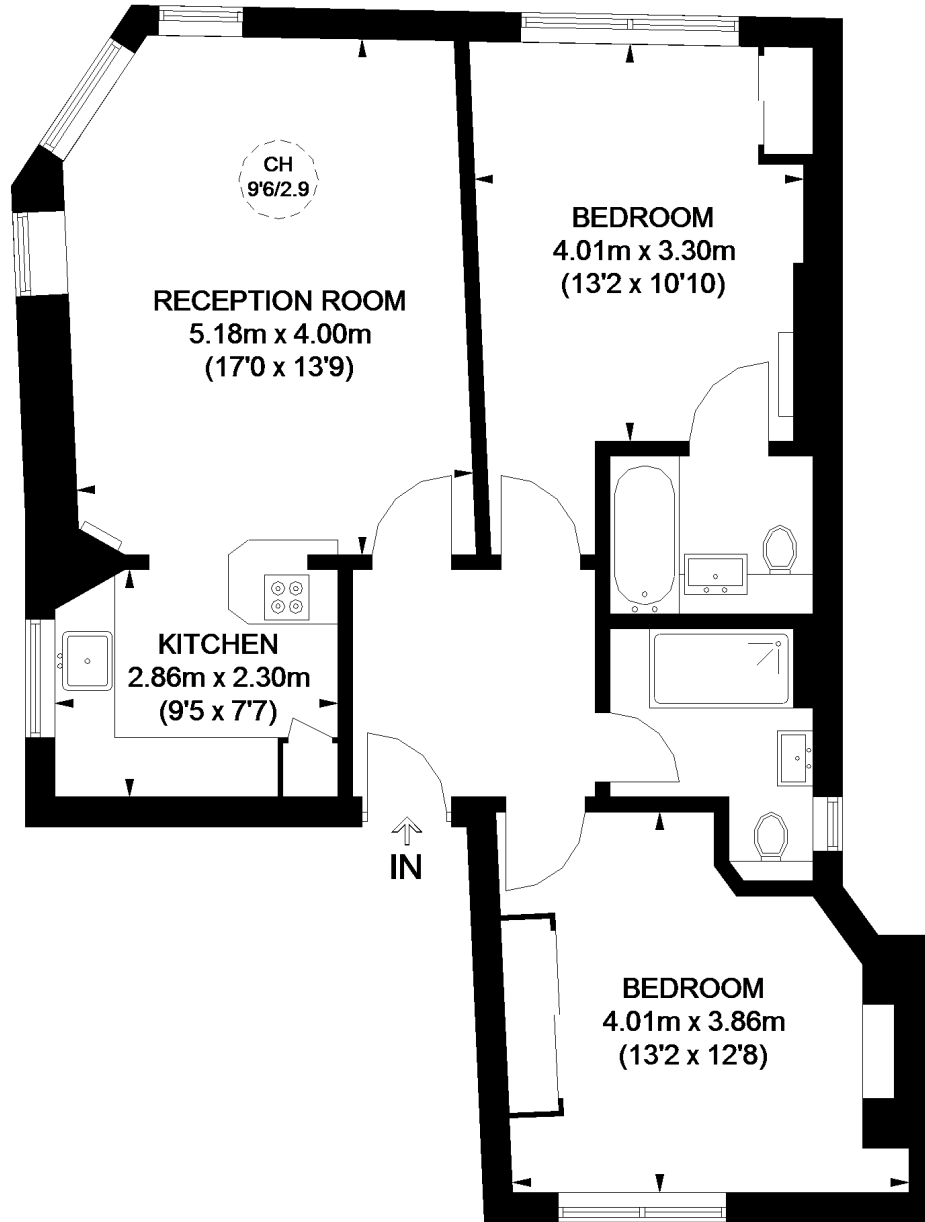 CH
9'6/2.9
RECEPTION ROOM
5.18m x 4.00m
(17'0 x 13'9)
BEDROOM
4.01m x 3.30m
(13'2 x 10'10)
KITCHEN
2.86m x 2.30m
(9'5 x 7'7)
IN
BEDROOM
4.01m x 3.86m
(13'2 x 12'8)